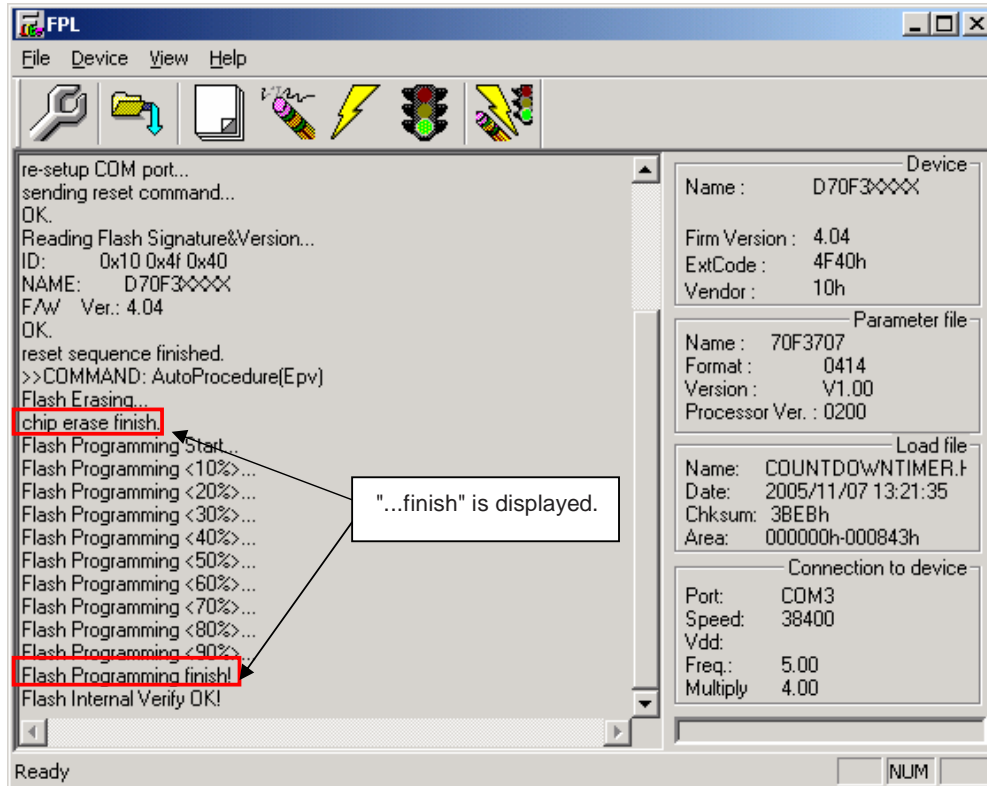 FPL
File Device View Help
re-setup COM port...
sending reset command...
OK.
Reading Flash Signature&Version...
ID: 0x10 0x4f 0x40
NAME: D70F3XXXX
F/W Ver.: 4.04
OK.
reset sequence finished.
>>COMMAND: AutoProcedure(Epv)
Flash Erasing...
chip erase finish.
Flash Programming Start...
Flash Programming <10%>...
Flash Programming <20%>...
Flash Programming <30%>...
Flash Programming <40%>...
Flash Programming <50%>...
Flash Programming <60%>...
Flash Programming <70%>...
Flash Programming <80%>...
Flash Programming <90%>...
Flash Programming finish!
Flash Internal Verify OK!
"...finish" is displayed.
Device
Name : D70F3XXXX
Firm Version : 4.04
ExtCode : 4F40h
Vendor : 10h
Parameter file
Name : 70F3707
Format : 0414
Version : V1.00
Processor Ver. : 0200
Load file
Name: COUNTDOWNTIMER.H
Date: 2005/11/07 13:21:35
Chksum: 3BEBh
Area: 000000h-000843h
Connection to device
Port: COM3
Speed: 38400
Vdd:
Freq.: 5.00
Multiply 4.00
Ready
NUM